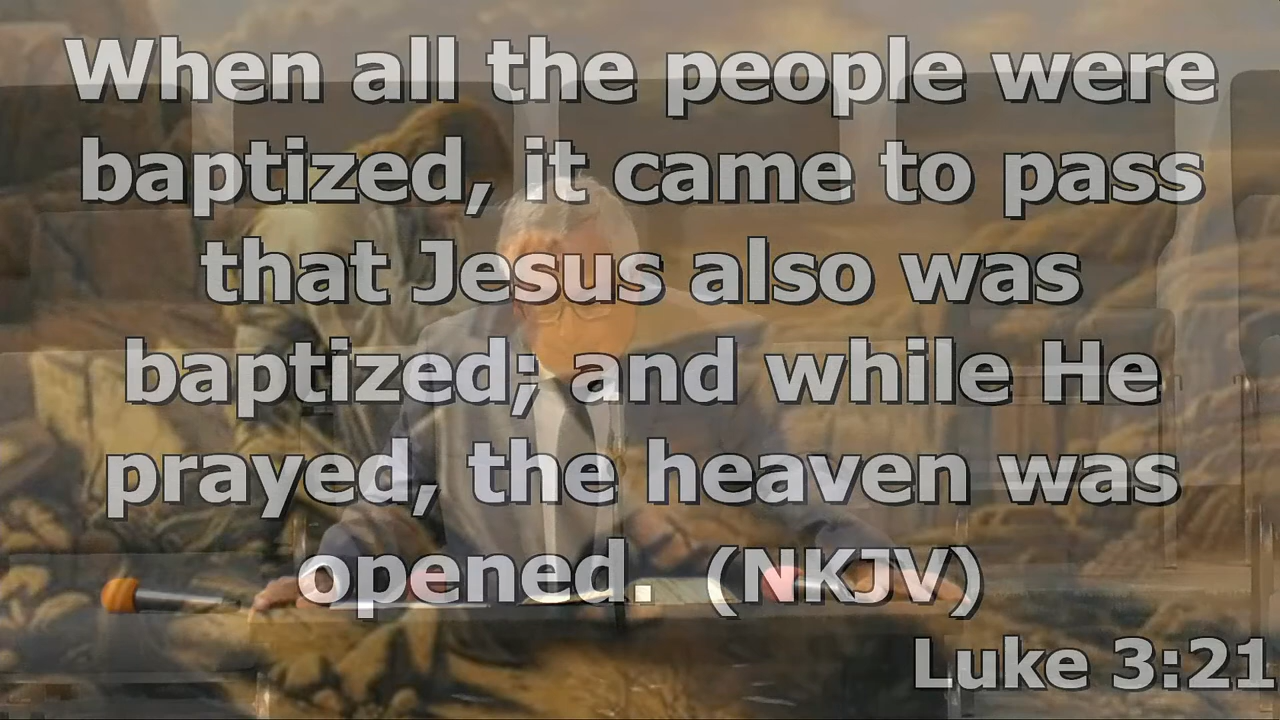 When all the people were
baptized, it came to pass
that Jesus also was
baptized; and while He
prayed, the heaven was
opened. (NKJV)
Luke 3:21